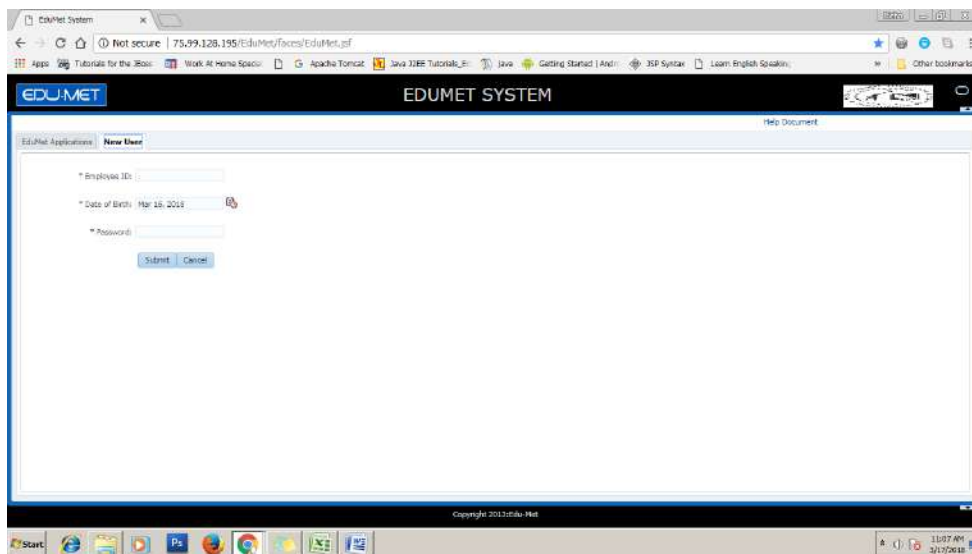 EduMet System
Not secure | 75.99.128.195/EduMet/faces/EduMet.jsf
Apps Tutorials for the JBoss Work At Home Special Apache Tomcat Java J2EE Tutorials_E Java Getting Started | Andr JSP Syntax Learn English Speaking Other bookmarks
EDU-MET EDUMET SYSTEM
Help Document
EduMet Applications New User
* Employee ID:
* Date of Birth: Mar 16, 2018
* Password:
Submit Cancel
Copyright 2013:Edu-Met
Start 11:07 AM
3/17/2018